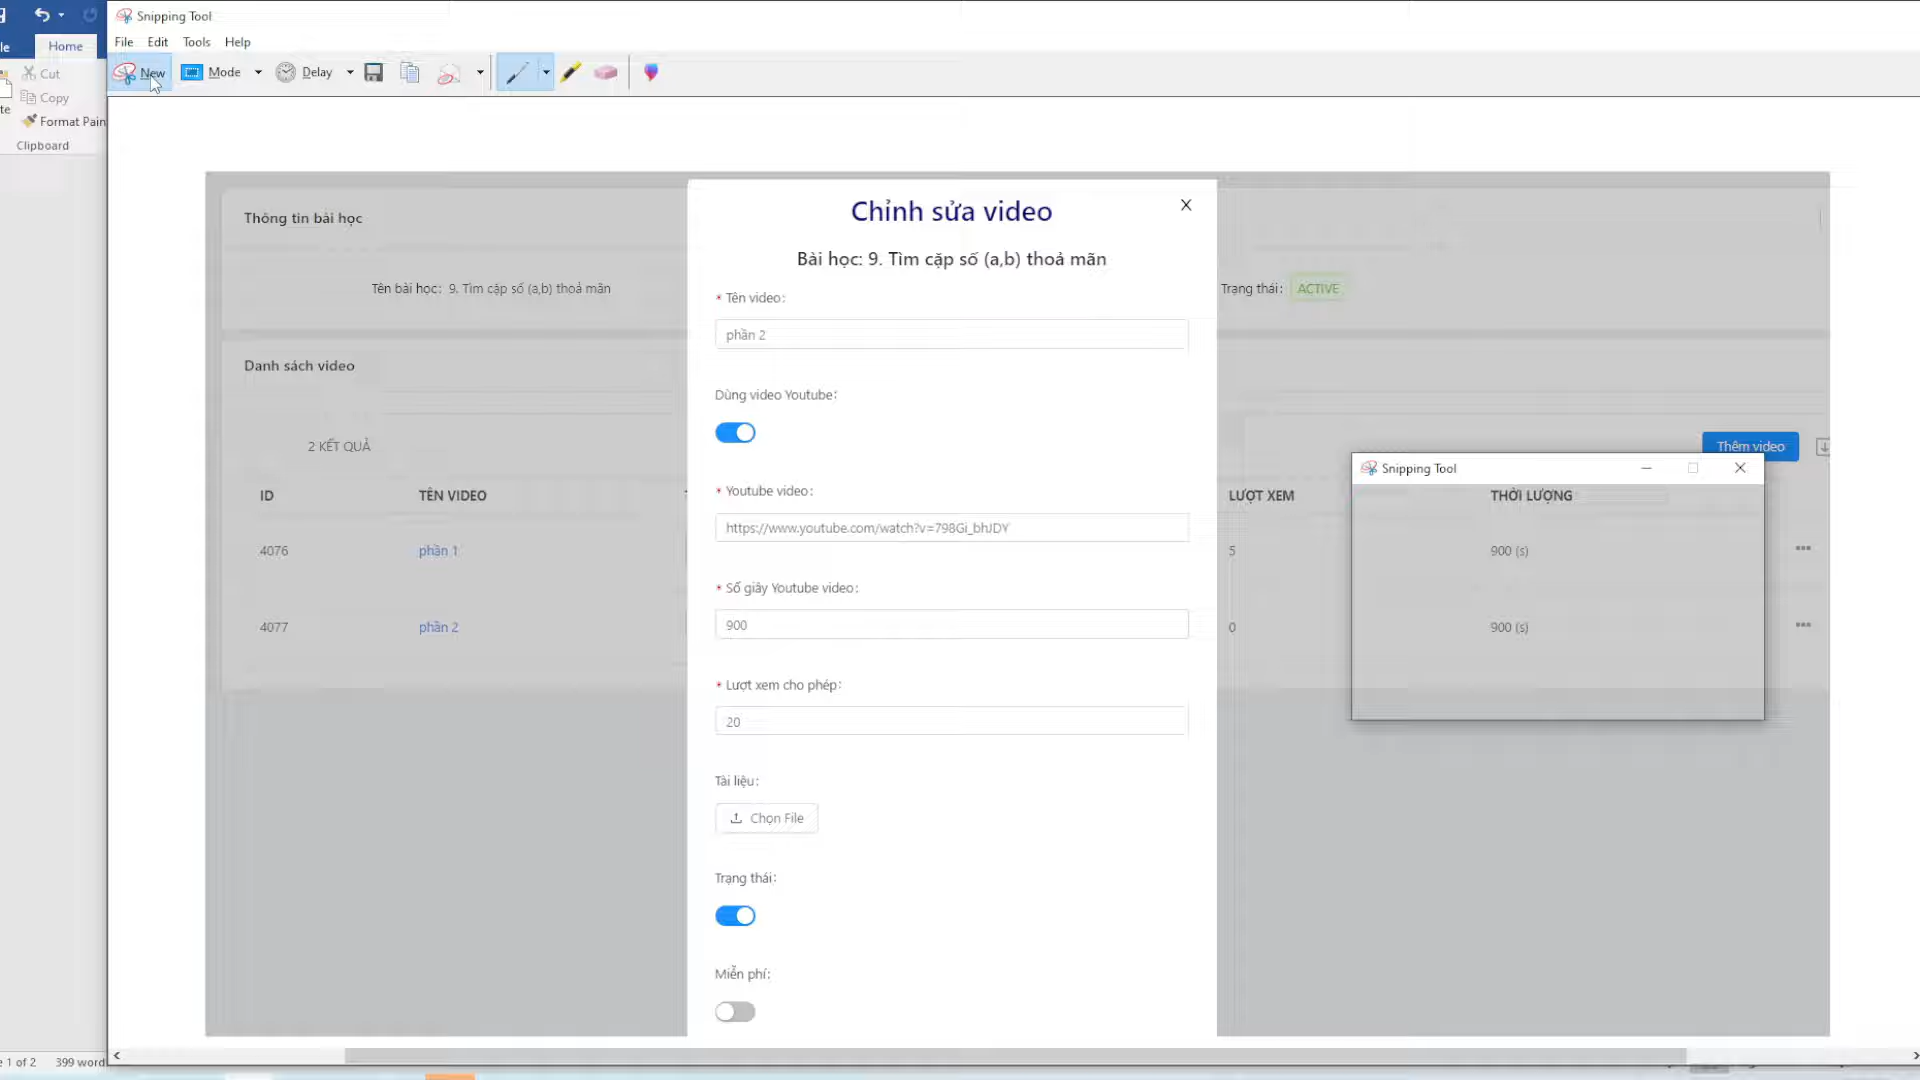 Snipping Tool
File Edit Tools Help
Home
New Mode Delay
Cut
Copy
Format Pain
Clipboard
Chỉnh sửa video
X
Thông tin bài học
Bài học: 9. Tìm cặp số (a,b) thoả mãn
Tên bài học: 9. Tìm cặp số (a,b) thoả mãn
Trạng thái: ACTIVE
* Tên video:
phần 2
Danh sách video
Dùng video Youtube:
2 KẾT QUẢ
Thêm video
Snipping Tool
* Youtube video:
ID TÊN VIDEO LƯỢT XEM THỜI LƯỢNG
https://www.youtube.com/watch?v=798Gi_bhJDY
4076 phần 1 5 900 (s) •••
* Số giây Youtube video:
900
4077 phần 2 0 900 (s) •••
* Lượt xem cho phép:
20
Tài liệu:
Chọn File
Trạng thái:
Miễn phí:
1 of 2 399 word